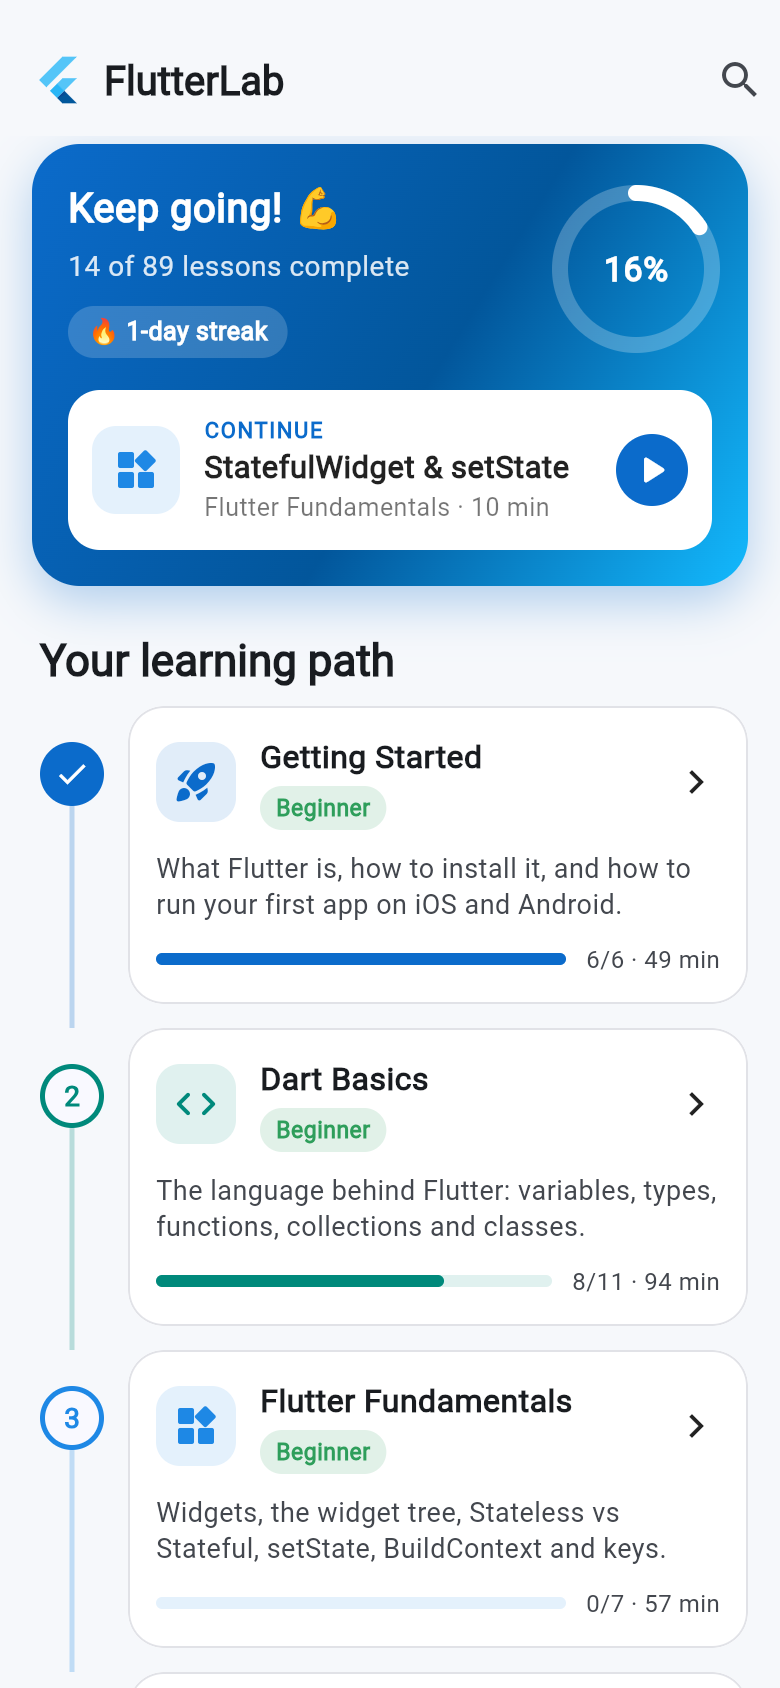 FlutterLab
Keep going! 💪
14 of 89 lessons complete
16%
🔥 1-day streak
CONTINUE
StatefulWidget & setState
Flutter Fundamentals · 10 min
Your learning path
Getting Started
Beginner
What Flutter is, how to install it, and how to
run your first app on iOS and Android.
6/6 · 49 min
2
Dart Basics
Beginner
The language behind Flutter: variables, types,
functions, collections and classes.
8/11 · 94 min
3
Flutter Fundamentals
Beginner
Widgets, the widget tree, Stateless vs
Stateful, setState, BuildContext and keys.
0/7 · 57 min